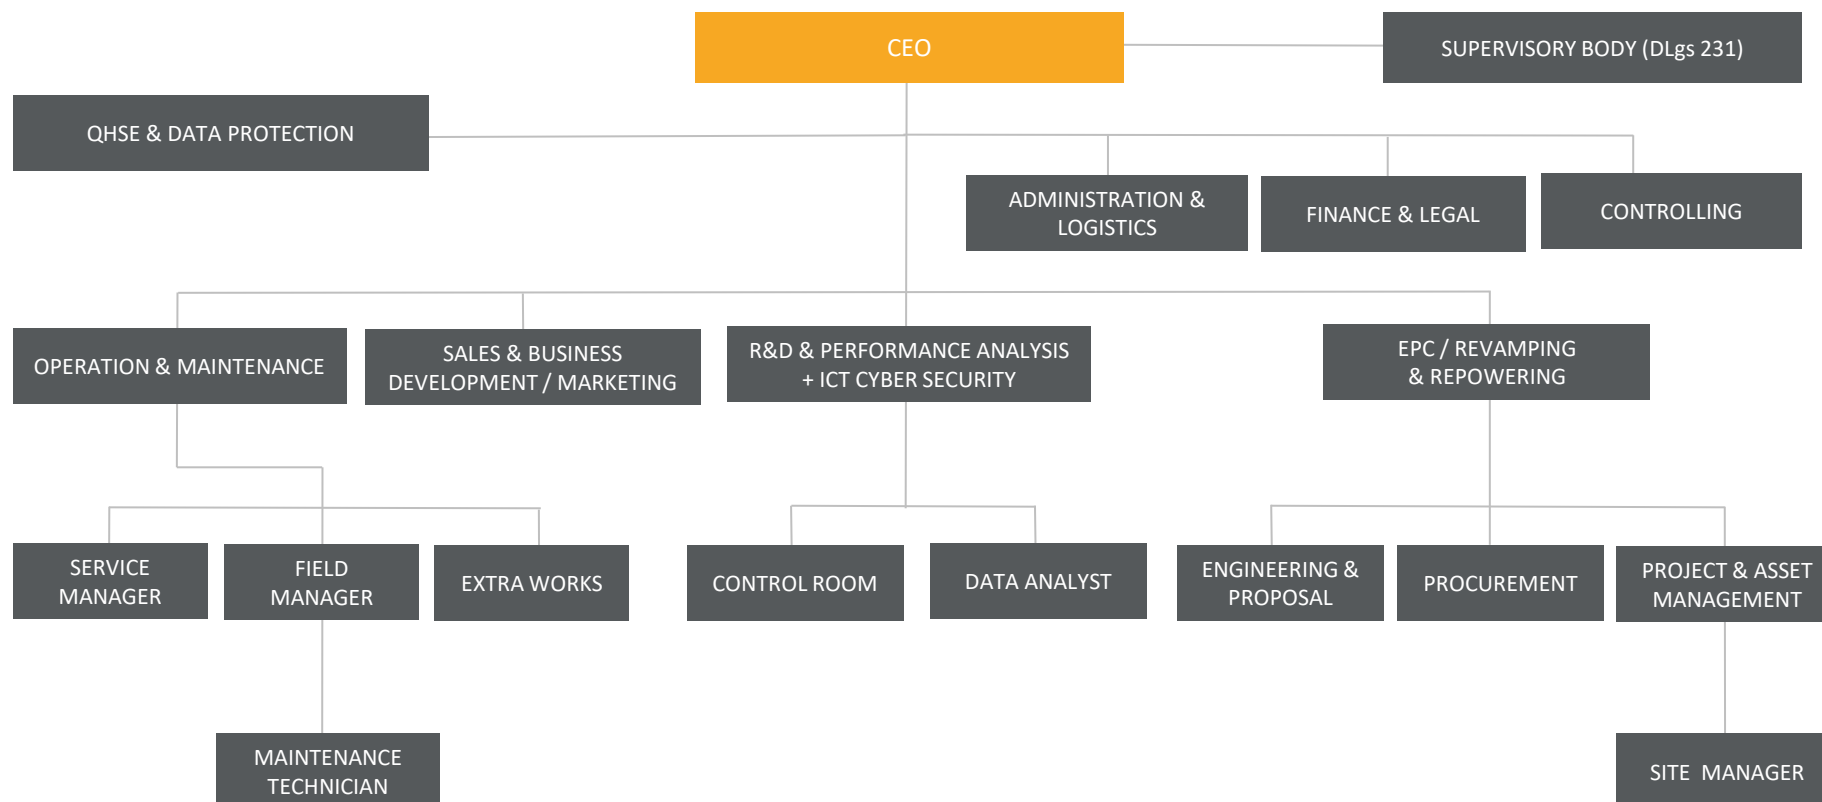 CEO
SUPERVISORY BODY (DLgs 231)
QHSE & DATA PROTECTION
ADMINISTRATION &
LOGISTICS
FINANCE & LEGAL
CONTROLLING
OPERATION & MAINTENANCE
SALES & BUSINESS
DEVELOPMENT / MARKETING
R&D & PERFORMANCE ANALYSIS
+ ICT CYBER SECURITY
EPC / REVAMPING
& REPOWERING
SERVICE
MANAGER
FIELD
MANAGER
EXTRA WORKS
CONTROL ROOM
DATA ANALYST
ENGINEERING &
PROPOSAL
PROCUREMENT
PROJECT & ASSET
MANAGEMENT
MAINTENANCE
TECHNICIAN
SITE MANAGER